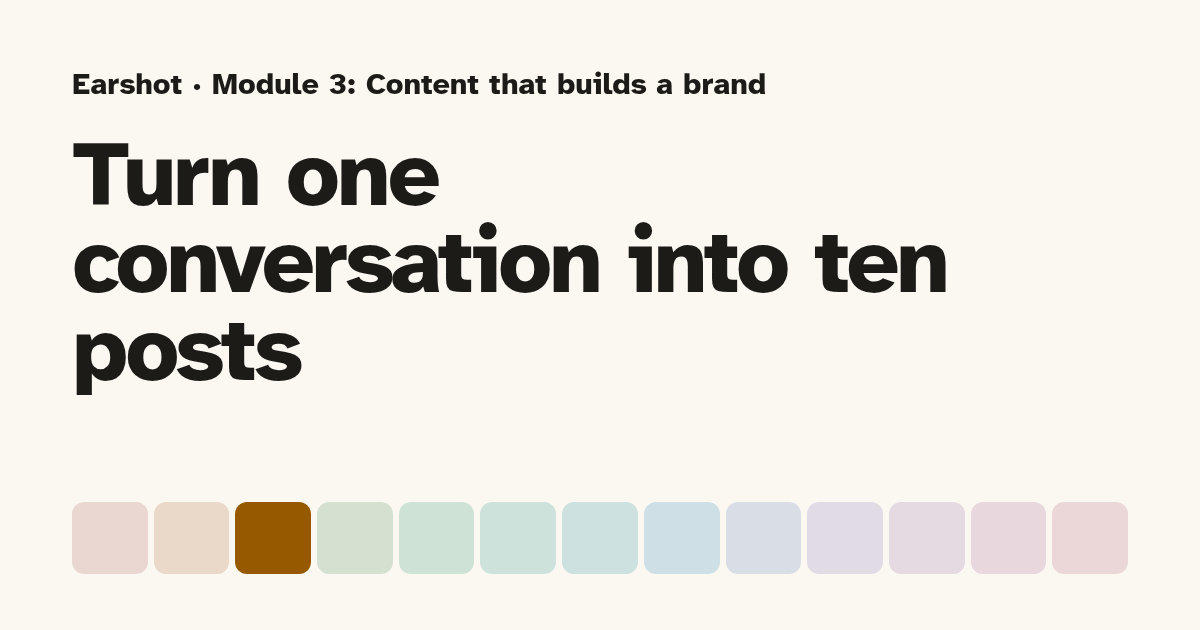 Earshot · Module 3: Content that builds a brand
Turn one
conversation into ten
posts